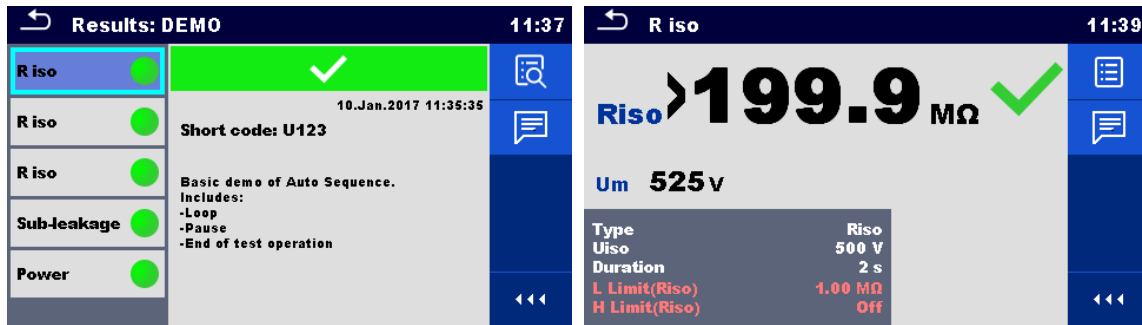 Results: DEMO 11:37
R iso
R iso
R iso
Sub-leakage
Power
10.Jan.2017 11:35:35
Short code: U123
Basic demo of Auto Sequence.
Includes:
-Loop
-Pause
-End of test operation
R iso 11:39
Riso >199.9 MΩ
Um 525 V
Type Riso
Uiso 500 V
Duration 2 s
L Limit(Riso) 1.00 MΩ
H Limit(Riso) Off